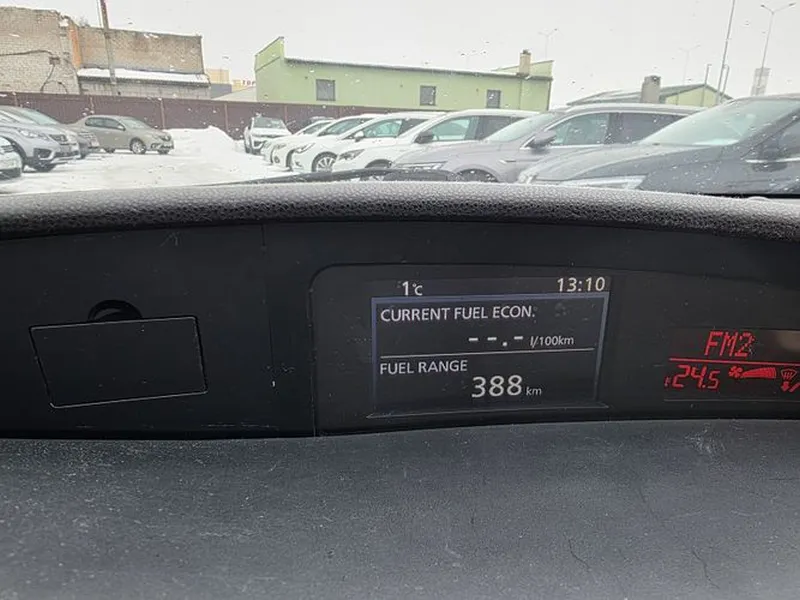 1°C 13:10
CURRENT FUEL ECON.
--.- l/100km
FUEL RANGE
388 km
FM2
24.5